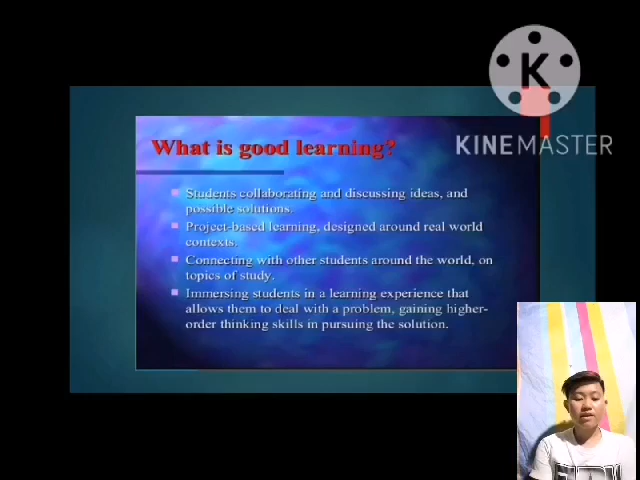 K
KINEMASTER
What is good learning?
Students collaborating and discussing ideas, and
possible solutions.
Project-based learning, designed around real world
contexts.
Connecting with other students around the world, on
topics of study.
Immersing students in a learning experience that
allows them to deal with a problem, gaining higher-
order thinking skills in pursuing the solution.